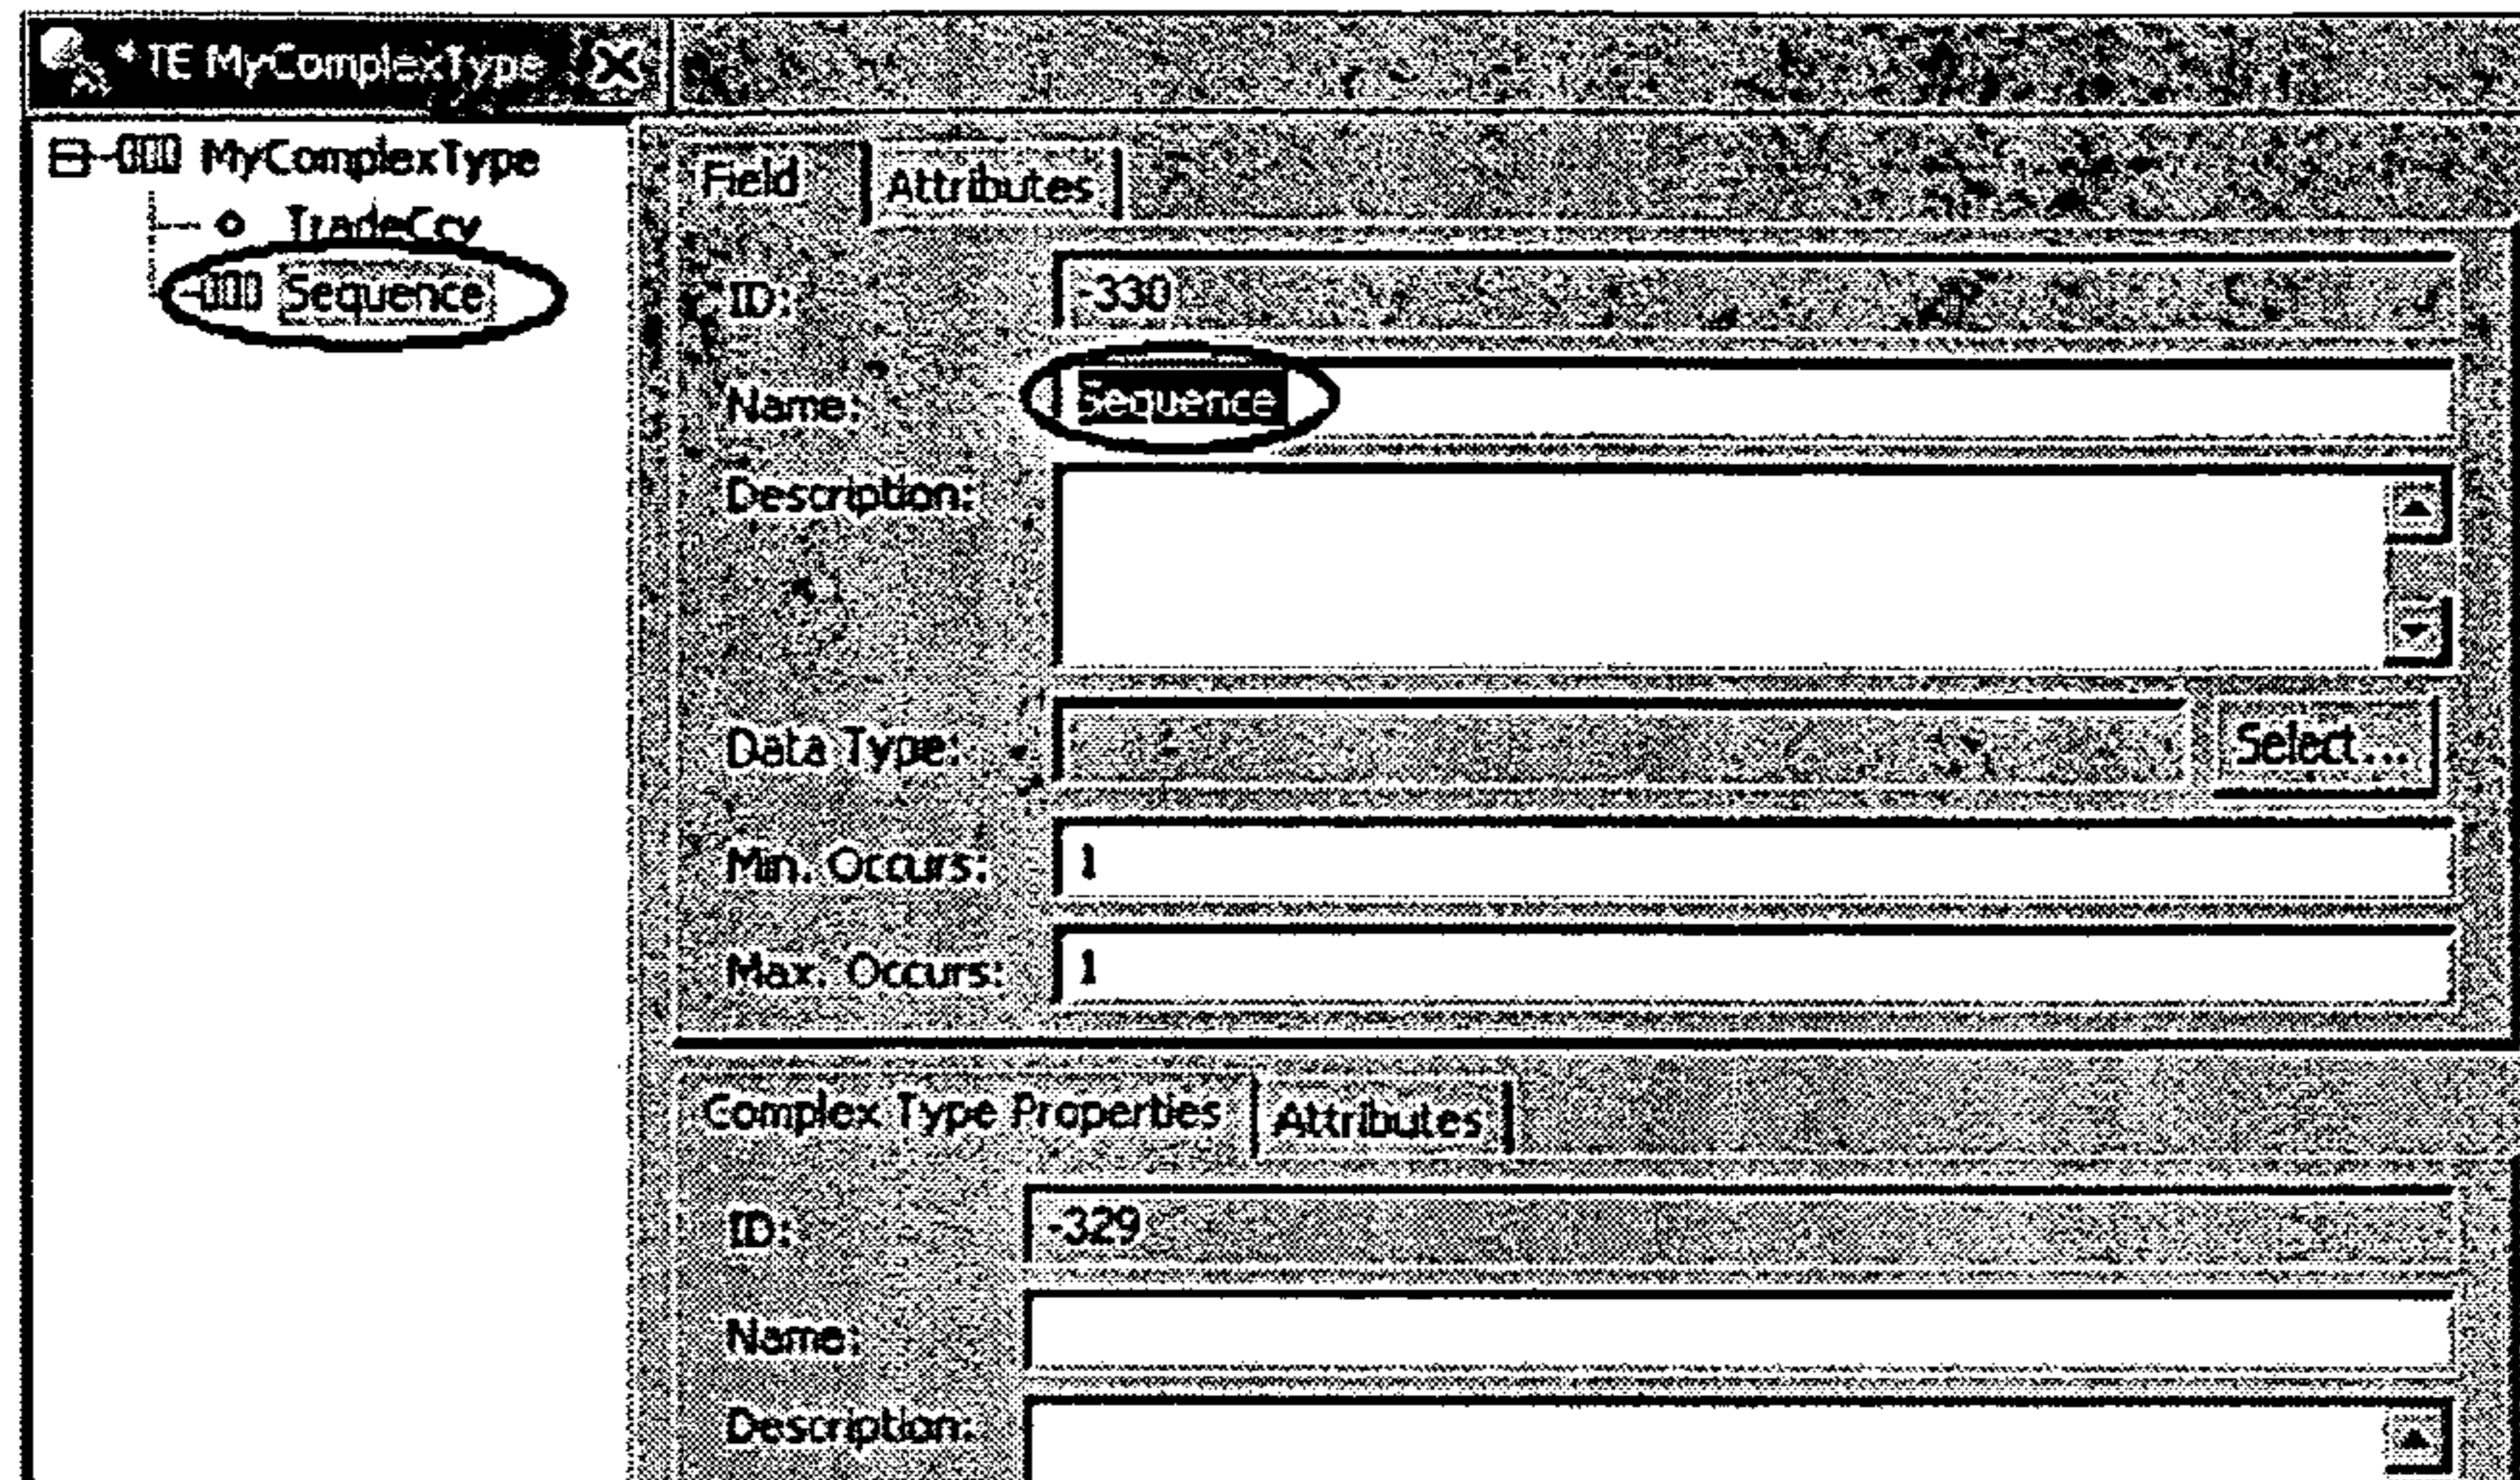 * TE MyComplexType
MyComplexType
TradeCcy
Sequence
Field Attributes
ID: -330
Name: Sequence
Description:
Data Type: Select...
Min. Occurs: 1
Max. Occurs: 1
Complex Type Properties Attributes
ID: -329
Name:
Description: